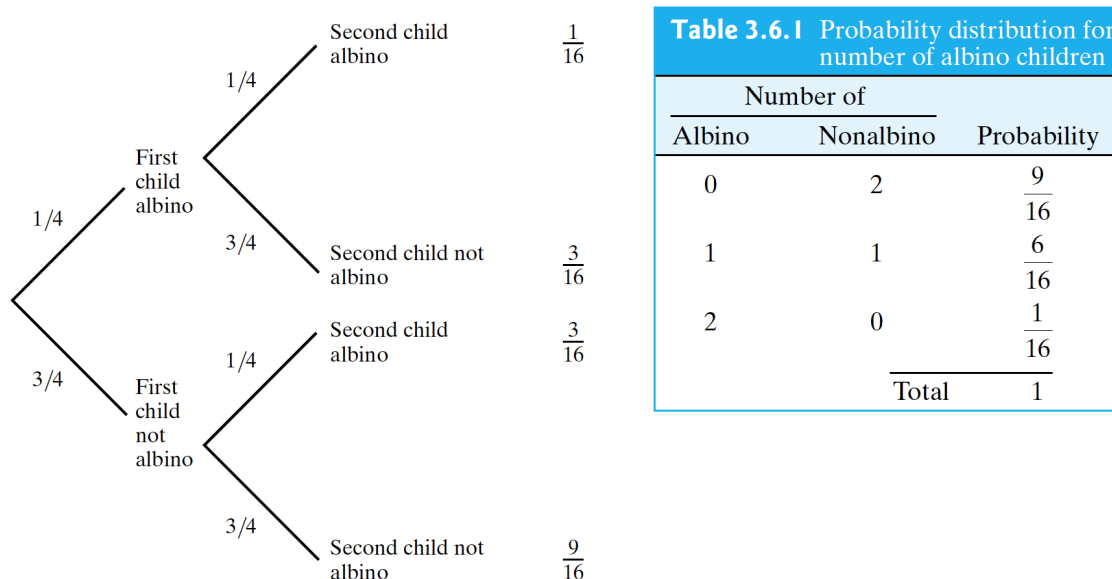 Second child
albino
1/16
1/4
First
child
albino
1/4
3/4
Second child not
albino
3/16
Second child
albino
3/16
1/4
3/4
First
child
not
albino
3/4
Second child not
albino
9/16
Table 3.6.1 Probability distribution for
number of albino children
Number of
Albino Nonalbino Probability
0 2 9/16
1 1 6/16
2 0 1/16
Total 1